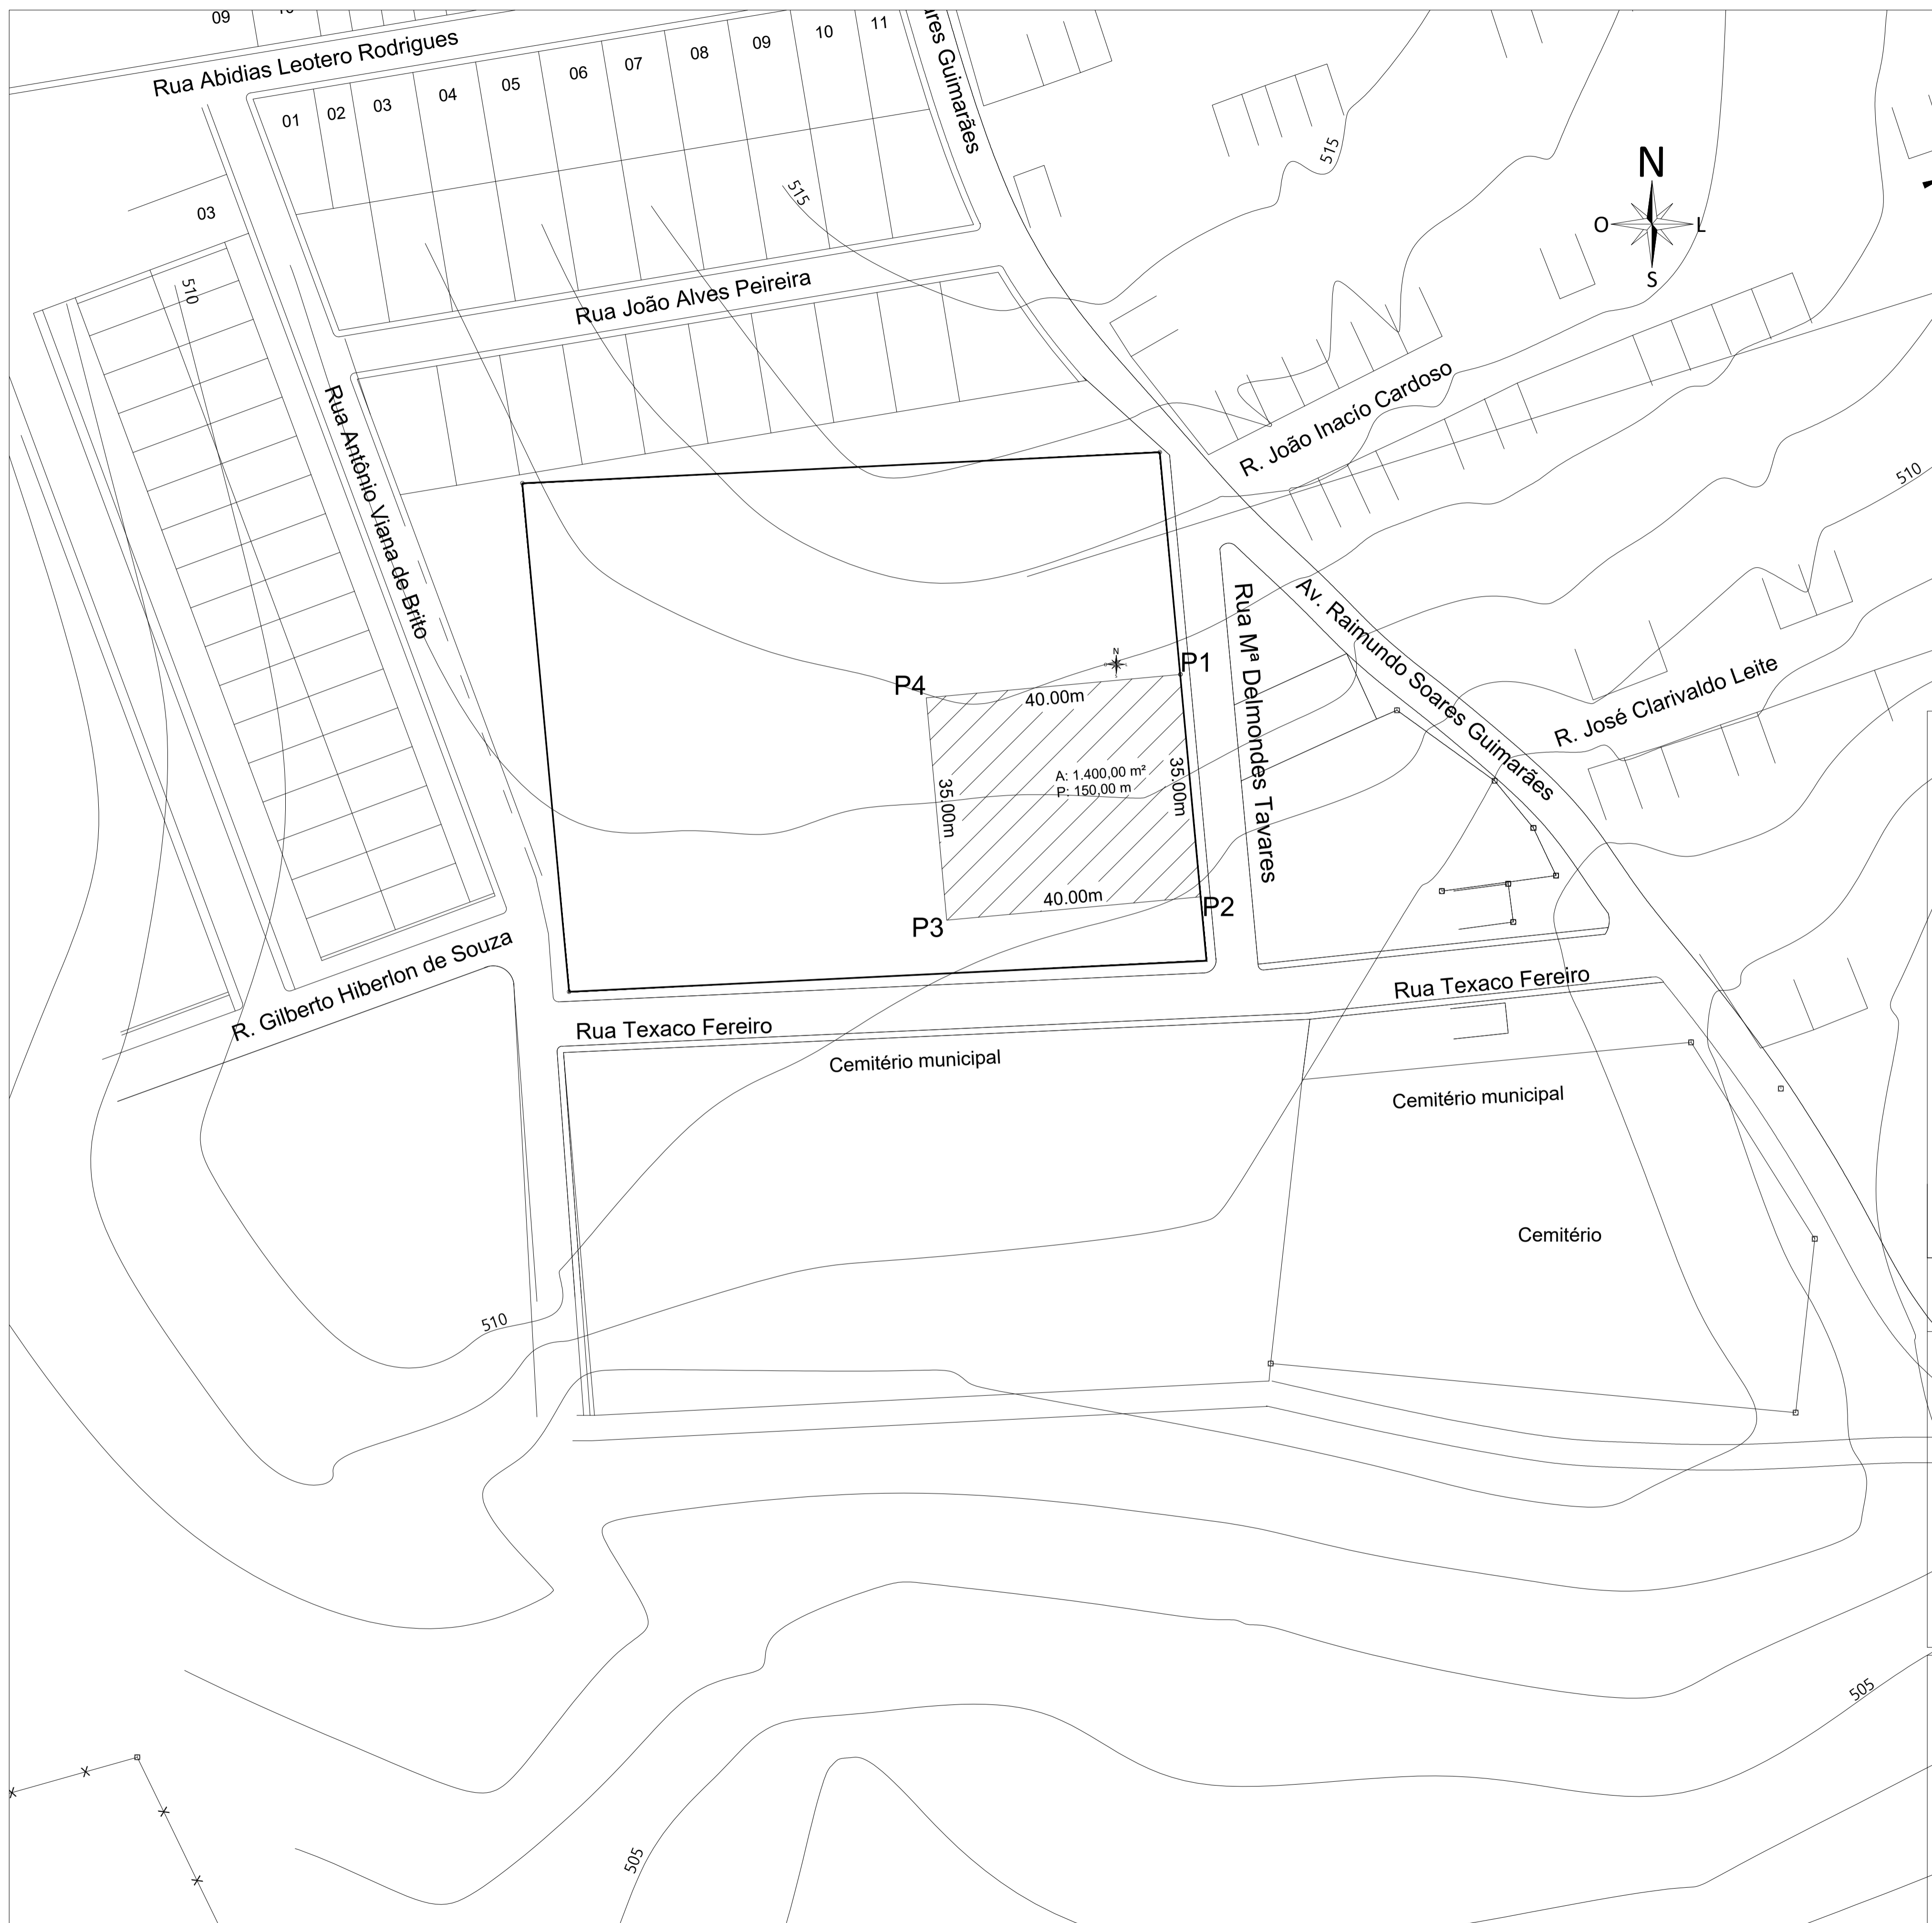 09
Rua Abidias Leotero Rodrigues
01
02
03
04
05
06
07
08
09
10
11
ares Guimarães
515
515
N
O
L
S
03
510
Rua João Alves Peireira
Rua Antônio Viana de Brito
R. João Inacío Cardoso
510
Rua Mª Delmondes Tavares
Av. Raimundo Soares Guimarães
R. José Clarivaldo Leite
N
P1
P4
40.00m
A: 1.400,00 m²
P: 150,00 m
35.00m
35.00m
40.00m
P2
P3
R. Gilberto Hiberlon de Souza
Rua Texaco Fereiro
Rua Texaco Fereiro
Cemitério municipal
Cemitério municipal
Cemitério
510
505
505